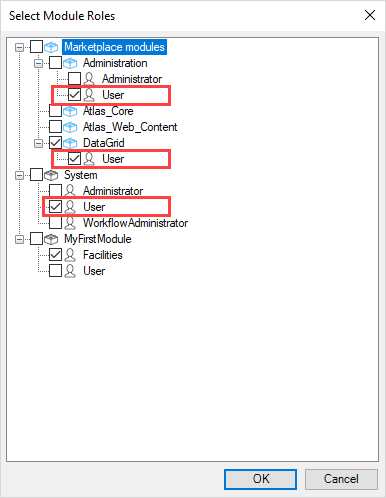 Select Module Roles
Marketplace modules
Administration
Administrator
User
Atlas_Core
Atlas_Web_Content
DataGrid
User
System
Administrator
User
WorkflowAdministrator
MyFirstModule
Facilities
User
OK
Cancel